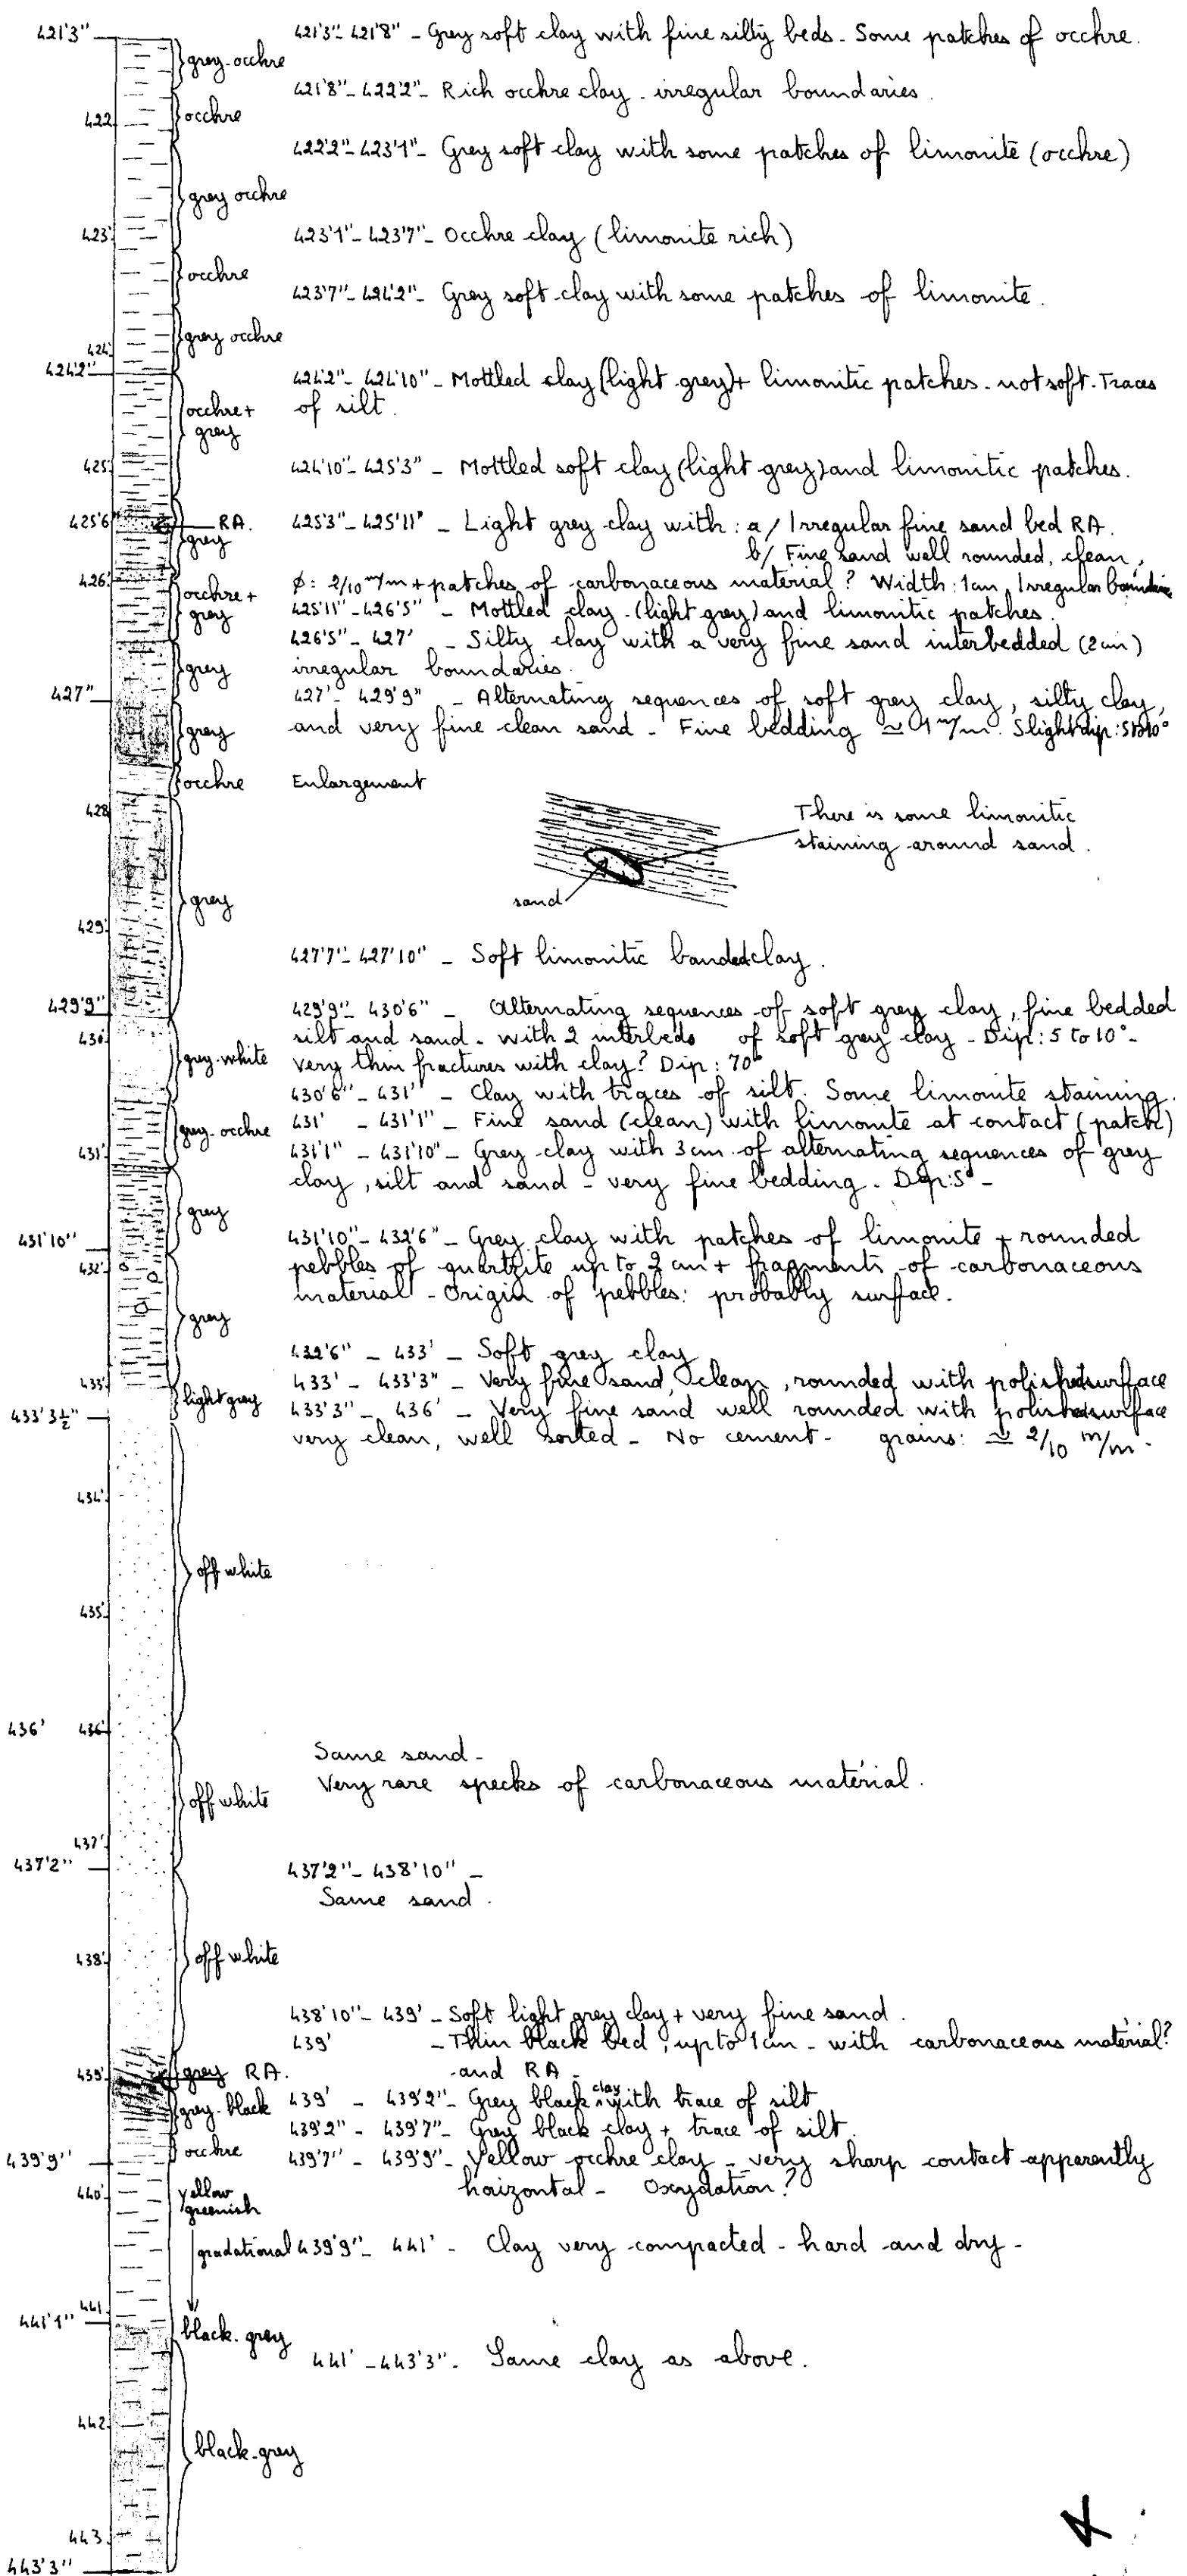 421'3"
grey-occhre
421'3"- 421'8" - Grey soft clay with fine silty beds - Some patches of occhre.
421'8"- 422'2"- Rich occhre clay - irregular boundaries.
422
occhre
422'2"- 423'1"- Grey soft clay with some patches of limonite (occhre)
grey occhre
423'
423'1"- 423'7"- Occhre clay (limonite rich)
occhre
423'7"- 424'2"- Grey soft clay with some patches of limonite.
grey occhre
424'
424'2"
424'2"- 424'10" - Mottled clay (light grey)+ limonitic patches - not soft. Traces
of silt.
occhre+
grey
425'
424'10"- 425'3" - Mottled soft clay (light grey) and limonitic patches.
425'6"
RA.
grey
425'3"- 425'11" - Light grey clay with: a/ Irregular fine sand bed RA.
b/ Fine sand well rounded, clean,
426'
ø: 2/10 m/m + patches of carbonaceous material? Width: 1cm, Irregular boundaries
occhre+
grey
425'11"- 426'5" - Mottled clay - (light grey) and limonitic patches.
426'5"- 427' - Silty clay with a very fine sand interbedded (2cm)
irregular boundaries.
grey
427"
427'- 429'9" - Alternating sequences of soft grey clay, silty clay,
and very fine clean sand - Fine bedding ≃ 1 m/m. Slight dip: 5 to 10°
grey
occhre
Enlargement
428
There is some limonitic
staining around sand.
sand
grey
429'
427'7"- 427'10" - Soft limonitic banded clay.
429'9"
429'9"- 430'6" - Alternating sequences of soft grey clay, fine bedded
silt and sand - with 2 interbeds of soft grey clay - Dip: 5 to 10° -
430'
grey-white
very thin fractures with clay? Dip: 70°
430'6" - 431' - Clay with traces of silt. Some limonite staining.
grey-occhre
431' - 431'1" - Fine sand (clean) with limonite at contact (patch)
431'
431'1" - 431'10" - Grey clay with 3cm of alternating sequences of grey
clay, silt and sand - very fine bedding. Dip: 5° -
grey
431'10"
431'10"- 432'6" - Grey clay with patches of limonite + rounded
432'
pebbles of quartzite up to 2 cm + fragments of carbonaceous
material - Origin of pebbles: probably surface.
grey
432'6" - 433' - Soft grey clay
433'
433' - 433'3" - Very fine sand, clean, rounded with polished surface
light grey
433'3½"
433'3"- 436' - Very fine sand well rounded with polished surface
very clean, well sorted - No cement - grains: ≃ 2/10 m/m -
434'
off white
435'
436' 436'
Same sand -
Very rare specks of carbonaceous material.
off white
437'
437'2"
437'2"- 438'10" -
Same sand.
438'
off white
438'10"- 439' - Soft light grey clay + very fine sand.
439' - Thin black bed, up to 1cm - with carbonaceous material?
and RA -
439'
grey RA.
439' - 439'2"- Grey black clay with trace of silt
grey-black
439'2" - 439'7"- Grey black clay + trace of silt.
occhre
439'9"
439'7" - 439'9"- Yellow occhre clay - very sharp contact apparently
horizontal - Oxydation?
440'
yellow
greenish
gradational
439'9"- 441' - Clay very compacted - hard and dry -
441
441'1"
black-grey
441' - 443'3" - Same clay as above.
442
black-grey
443
443'3"